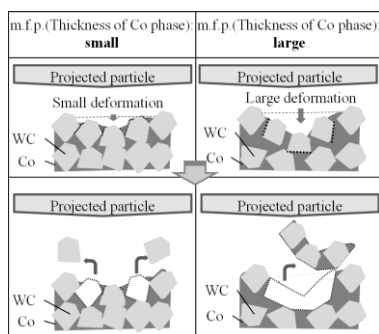 m.f.p.(Thickness of Co phase):
small
m.f.p.(Thickness of Co phase):
large
Projected particle
Small deformation
WC
Co
Projected particle
Large deformation
WC
Co
Projected particle
WC
Co
Projected particle
WC
Co